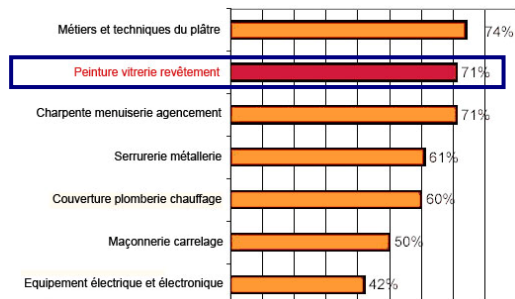 Métiers et techniques du plâtre 74%
Peinture vitrerie revêtement 71%
Charpente menuiserie agencement 71%
Serrurerie métallerie 61%
Couverture plomberie chauffage 60%
Maçonnerie carrelage 50%
Equipement électrique et électronique 42%